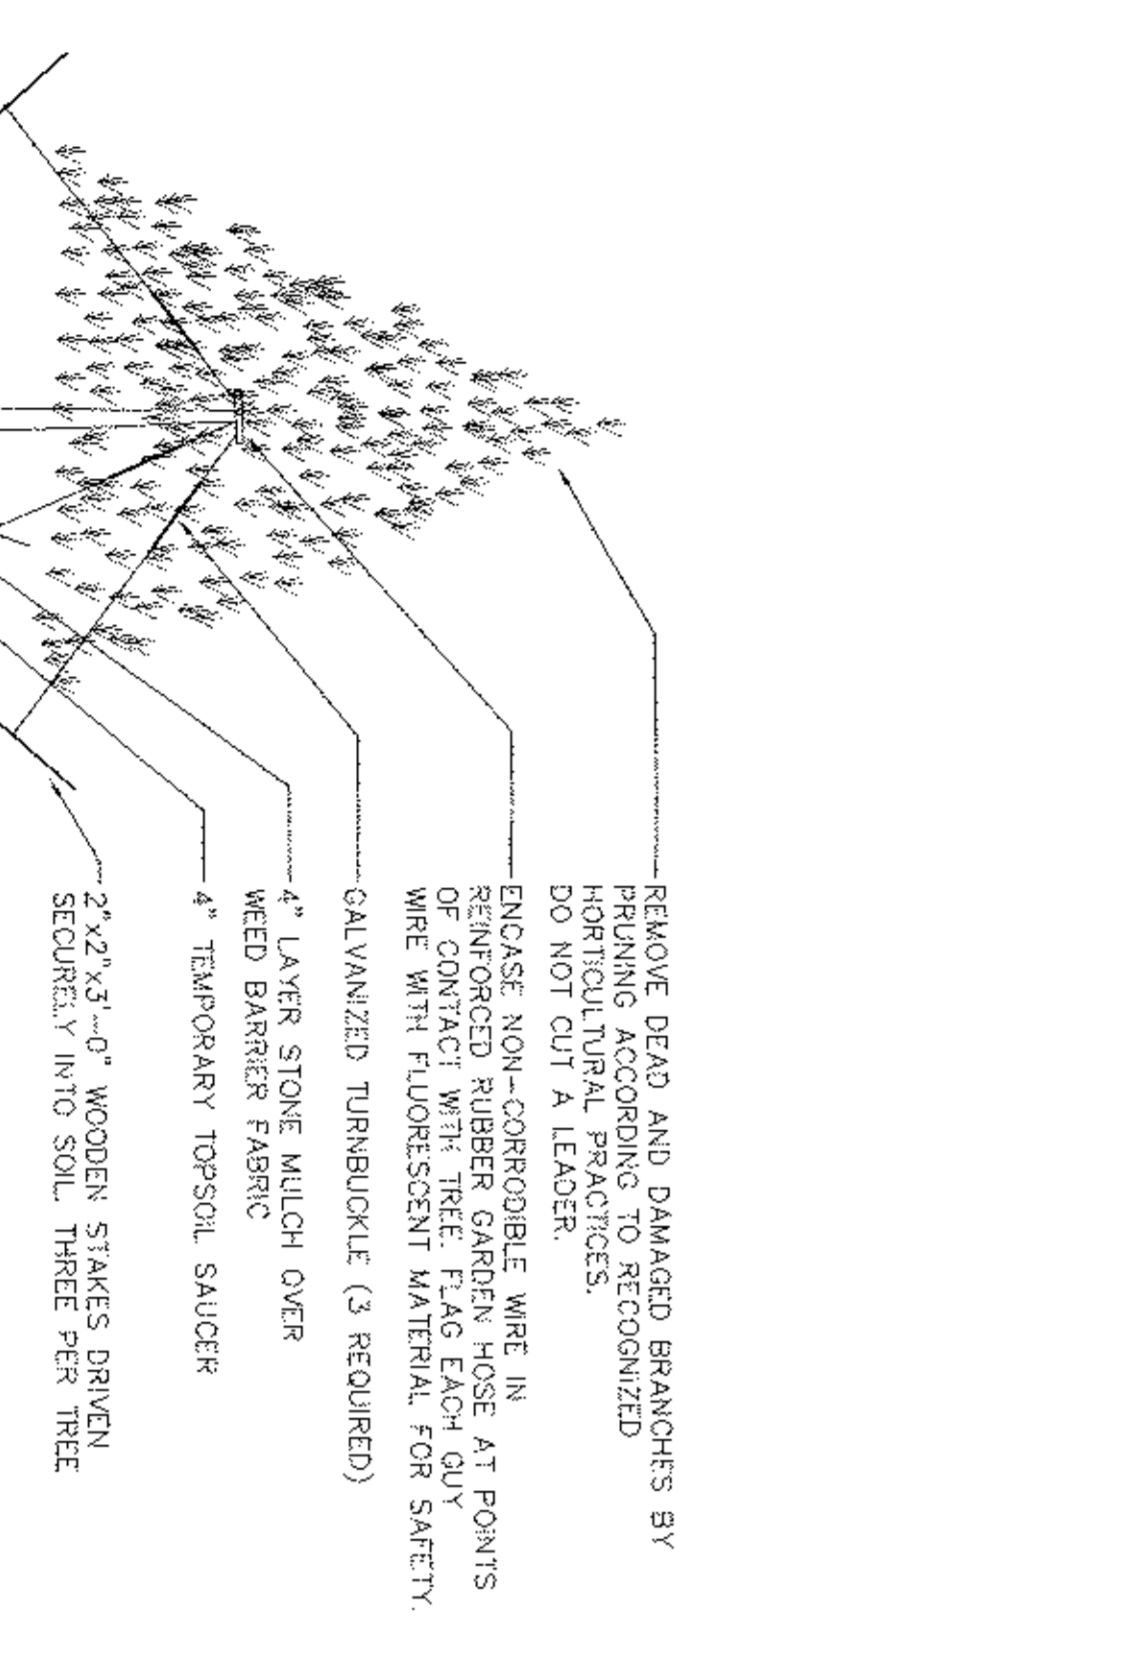 REMOVE DEAD AND DAMAGED BRANCHES BY
PRUNING ACCORDING TO RECOGNIZED
HORTICULTURAL PRACTICES.
DO NOT CUT A LEADER.
ENCASE NON-CORRODIBLE WIRE IN
REINFORCED RUBBER GARDEN HOSE AT POINTS
OF CONTACT WITH TREE. FLAG EACH GUY
WIRE WITH FLUORESCENT MATERIAL FOR SAFETY.
GALVANIZED TURNBUCKLE (3 REQUIRED)
4" LAYER STONE MULCH OVER
WEED BARRIER FABRIC
4" TEMPORARY TOPSOIL SAUCER
2"x2"x3'-0" WOODEN STAKES DRIVEN
SECURELY INTO SOIL. THREE PER TREE